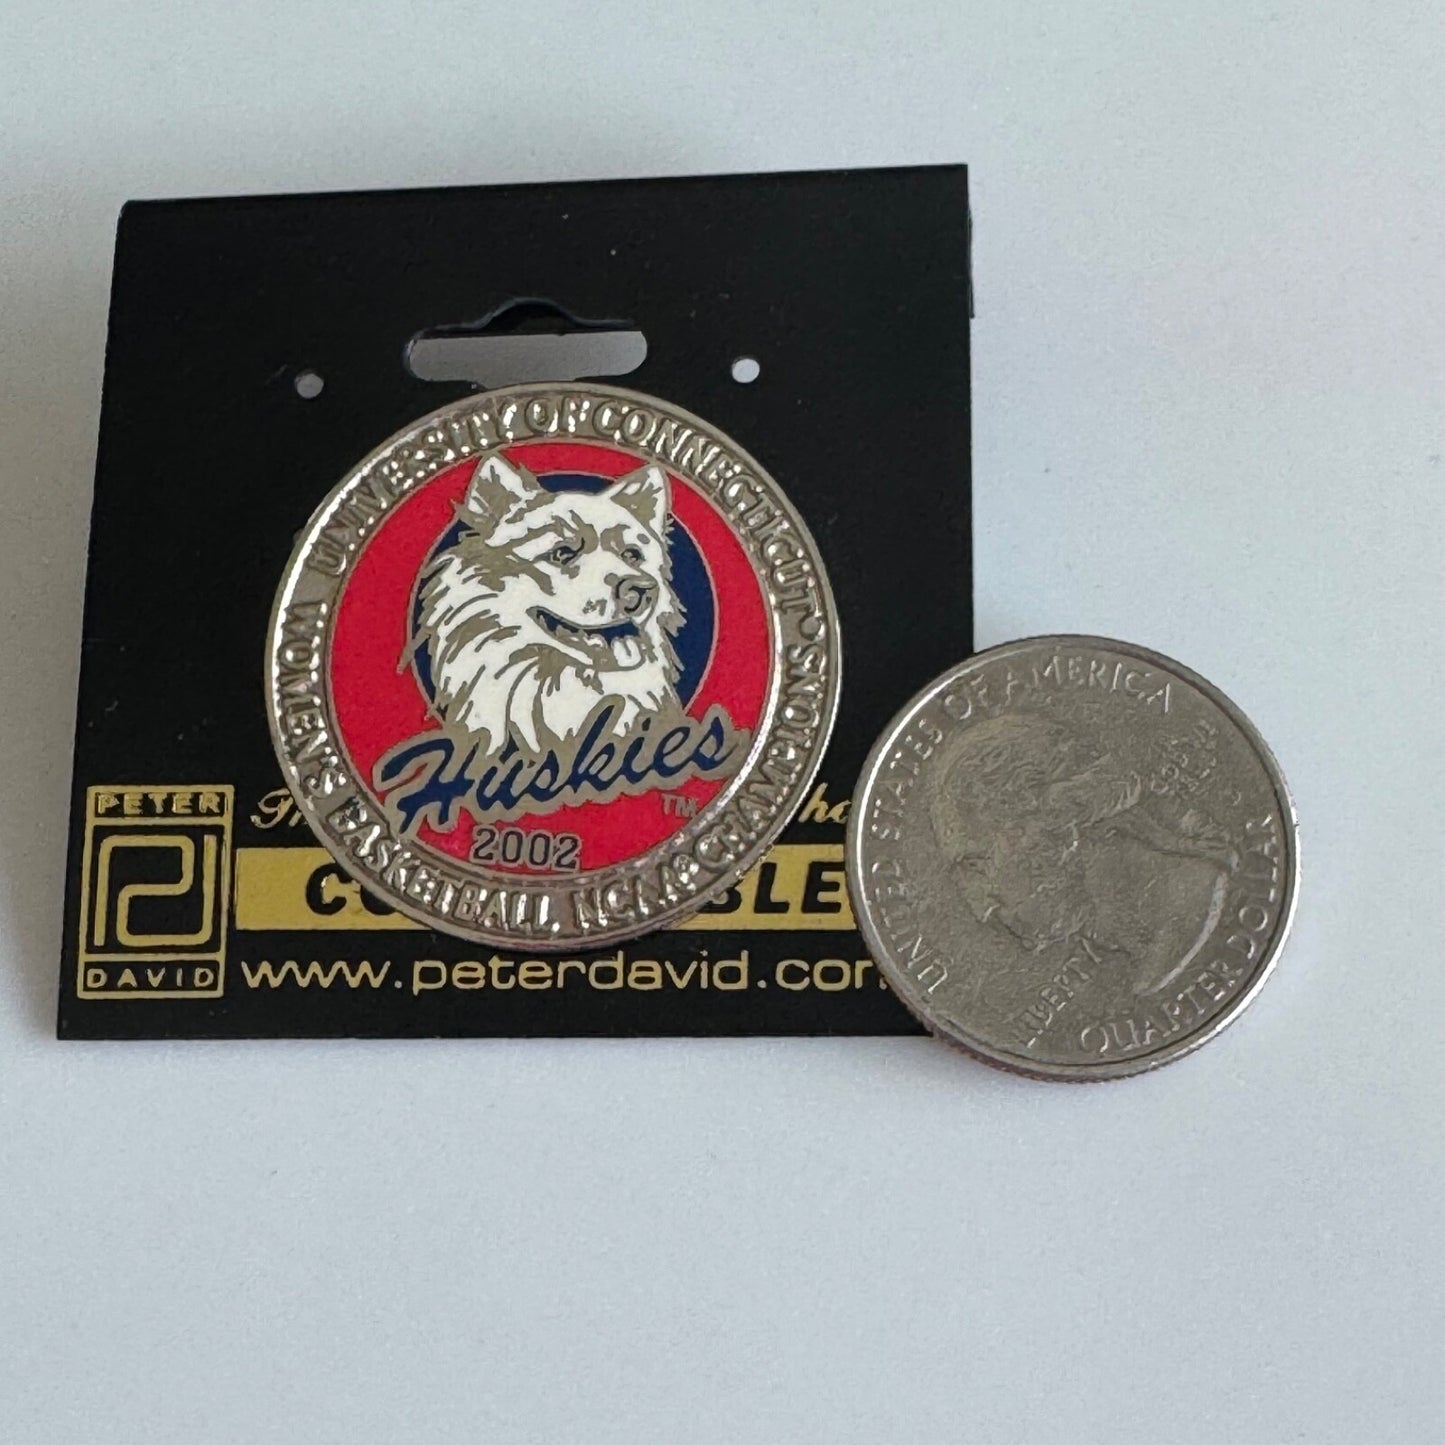 UNIVERSITY OF CONNECTICUT • WOMEN'S BASKETBALL NCAA® CHAMPIONS
Huskies
TM
2002
PETER
DAVID
www.peterdavid.com
UNITED STATES OF AMERICA
LIBERTY
QUARTER DOLLAR